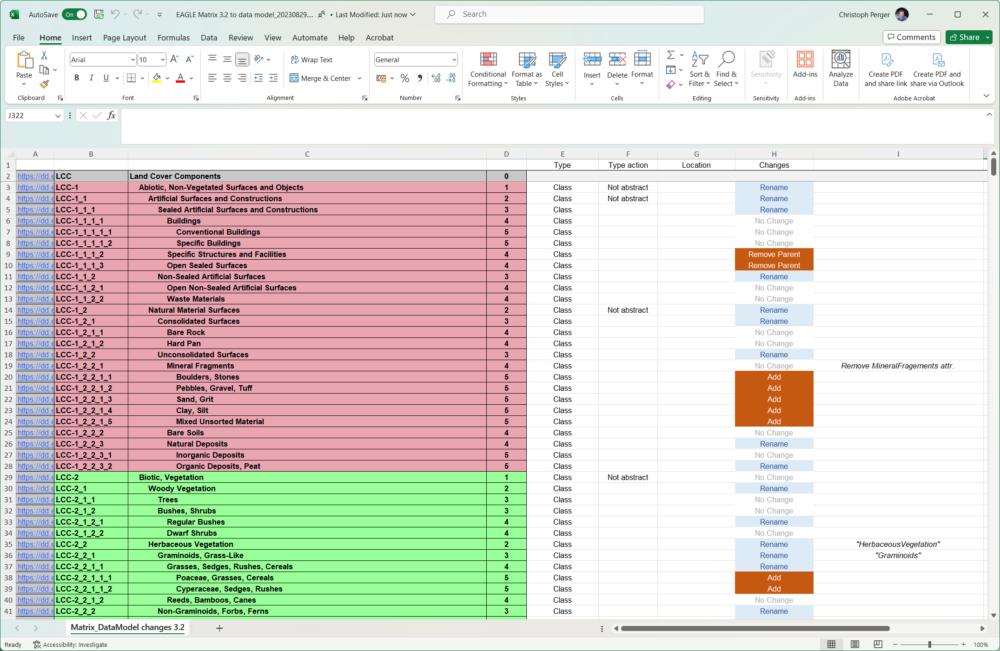 AutoSave On EAGLE Matrix 3.2 to data model_20230829.... • Last Modified: Just now Search Christoph Perger
File Home Insert Page Layout Formulas Data Review View Automate Help Acrobat Comments Share
Paste Arial 10 Wrap Text General Conditional Formatting Format as Table Cell Styles Insert Delete Format Sort & Filter Find & Select Sensitivity Add-ins Analyze Data Create PDF and share link Create PDF and share via Outlook
B I U A Merge & Center %
Clipboard Font Alignment Number Styles Cells Editing Sensitivity Add-ins Adobe Acrobat
J322 fx
A B C D E F G H I
1 Type Type action Location Changes
2 https://dd.e LCC Land Cover Components 0
3 https://dd.e LCC-1 Abiotic, Non-Vegetated Surfaces and Objects 1 Class Not abstract Rename
4 https://dd.e LCC-1_1 Artificial Surfaces and Constructions 2 Class Not abstract Rename
5 https://dd.e LCC-1_1_1 Sealed Artificial Surfaces and Constructions 3 Class Rename
6 https://dd.e LCC-1_1_1_1 Buildings 4 Class No Change
7 https://dd.e LCC-1_1_1_1_1 Conventional Buildings 5 Class No Change
8 https://dd.e LCC-1_1_1_1_2 Specific Buildings 5 Class No Change
9 https://dd.e LCC-1_1_1_2 Specific Structures and Facilities 4 Class Remove Parent
10 https://dd.e LCC-1_1_1_3 Open Sealed Surfaces 4 Class Remove Parent
11 https://dd.e LCC-1_1_2 Non-Sealed Artificial Surfaces 3 Class Rename
12 https://dd.e LCC-1_1_2_1 Open Non-Sealed Artificial Surfaces 4 Class No Change
13 https://dd.e LCC-1_1_2_2 Waste Materials 4 Class No Change
14 https://dd.e LCC-1_2 Natural Material Surfaces 2 Class Not abstract Rename
15 https://dd.e LCC-1_2_1 Consolidated Surfaces 3 Class Rename
16 https://dd.e LCC-1_2_1_1 Bare Rock 4 Class No Change
17 https://dd.e LCC-1_2_1_2 Hard Pan 4 Class No Change
18 https://dd.e LCC-1_2_2 Unconsolidated Surfaces 3 Class Rename
19 https://dd.e LCC-1_2_2_1 Mineral Fragments 4 Class No Change Remove MineralFragements attr.
20 https://dd.e LCC-1_2_2_1_1 Boulders, Stones 5 Class Add
21 https://dd.e LCC-1_2_2_1_2 Pebbles, Gravel, Tuff 5 Class Add
22 https://dd.e LCC-1_2_2_1_3 Sand, Grit 5 Class Add
23 https://dd.e LCC-1_2_2_1_4 Clay, Silt 5 Class Add
24 https://dd.e LCC-1_2_2_1_5 Mixed Unsorted Material 5 Class Add
25 https://dd.e LCC-1_2_2_2 Bare Soils 4 Class No Change
26 https://dd.e LCC-1_2_2_3 Natural Deposits 4 Class Rename
27 https://dd.e LCC-1_2_2_3_1 Inorganic Deposits 5 Class No Change
28 https://dd.e LCC-1_2_2_3_2 Organic Deposits, Peat 5 Class Rename
29 https://dd.e LCC-2 Biotic, Vegetation 1 Class Not abstract No Change
30 https://dd.e LCC-2_1 Woody Vegetation 2 Class Rename
31 https://dd.e LCC-2_1_1 Trees 3 Class No Change
32 https://dd.e LCC-2_1_2 Bushes, Shrubs 3 Class No Change
33 https://dd.e LCC-2_1_2_1 Regular Bushes 4 Class Rename
34 https://dd.e LCC-2_1_2_2 Dwarf Shrubs 4 Class No Change
35 https://dd.e LCC-2_2 Herbaceous Vegetation 2 Class Rename "HerbaceousVegetation"
36 https://dd.e LCC-2_2_1 Graminoids, Grass-Like 3 Class Rename "Graminoids"
37 https://dd.e LCC-2_2_1_1 Grasses, Sedges, Rushes, Cereals 4 Class Rename
38 https://dd.e LCC-2_2_1_1_1 Poaceae, Grasses, Cereals 5 Class Add
39 https://dd.e LCC-2_2_1_1_2 Cyperaceae, Sedges, Rushes 5 Class Add
40 https://dd.e LCC-2_2_1_2 Reeds, Bamboos, Canes 4 Class No Change
41 https://dd.e LCC-2_2_2 Non-Graminoids, Forbs, Ferns 3 Class Rename
Matrix_DataModel changes 3.2
Ready Accessibility: Investigate 100%